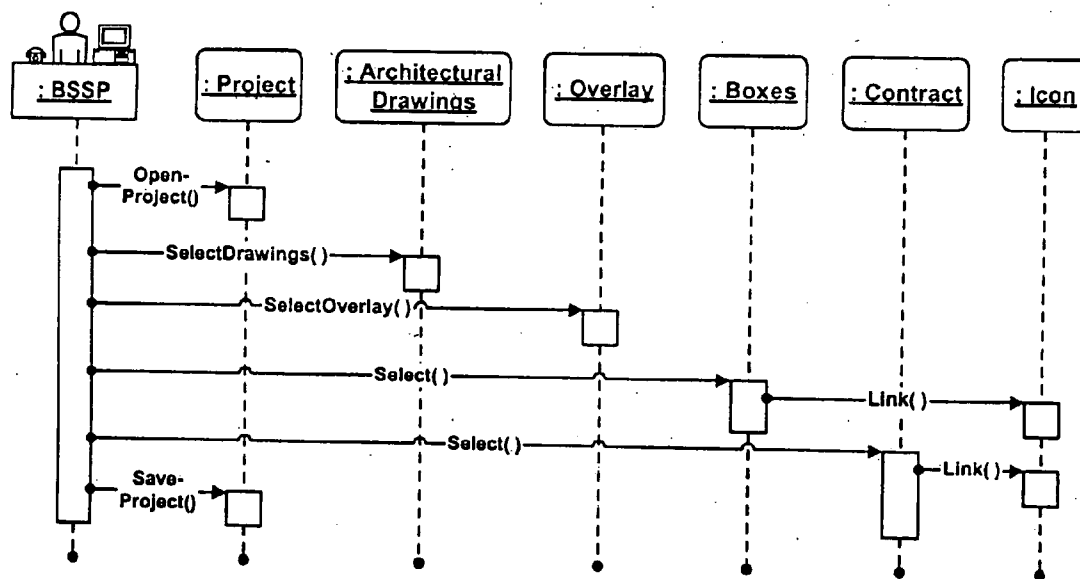 : BSSP
: Project
: Architectural
Drawings
: Overlay
: Boxes
: Contract
: Icon
Open-
Project()
SelectDrawings( )
SelectOverlay( )
Select( )
Link( )
Select( )
Link( )
Save-
Project()